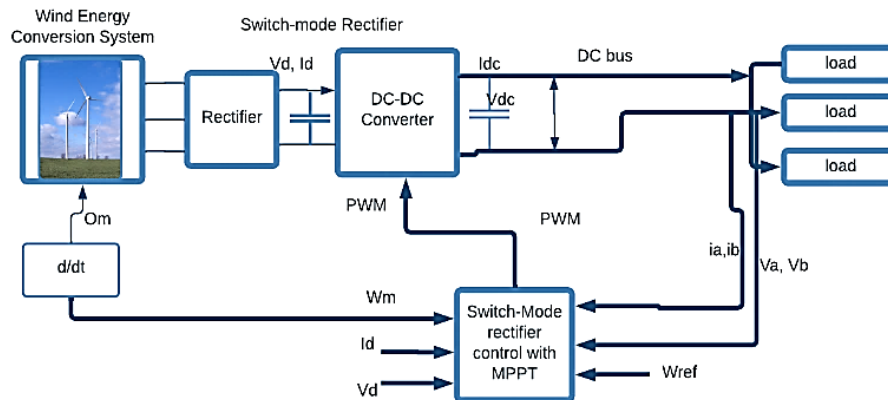 Wind Energy
Conversion System
Switch-mode Rectifier
Vd, Id
Rectifier
DC-DC
Converter
Idc
DC bus
Vdc
load
load
load
PWM
PWM
Om
d/dt
Wm
ia,ib
Va, Vb
Id
Vd
Switch-Mode
rectifier
control with
MPPT
Wref